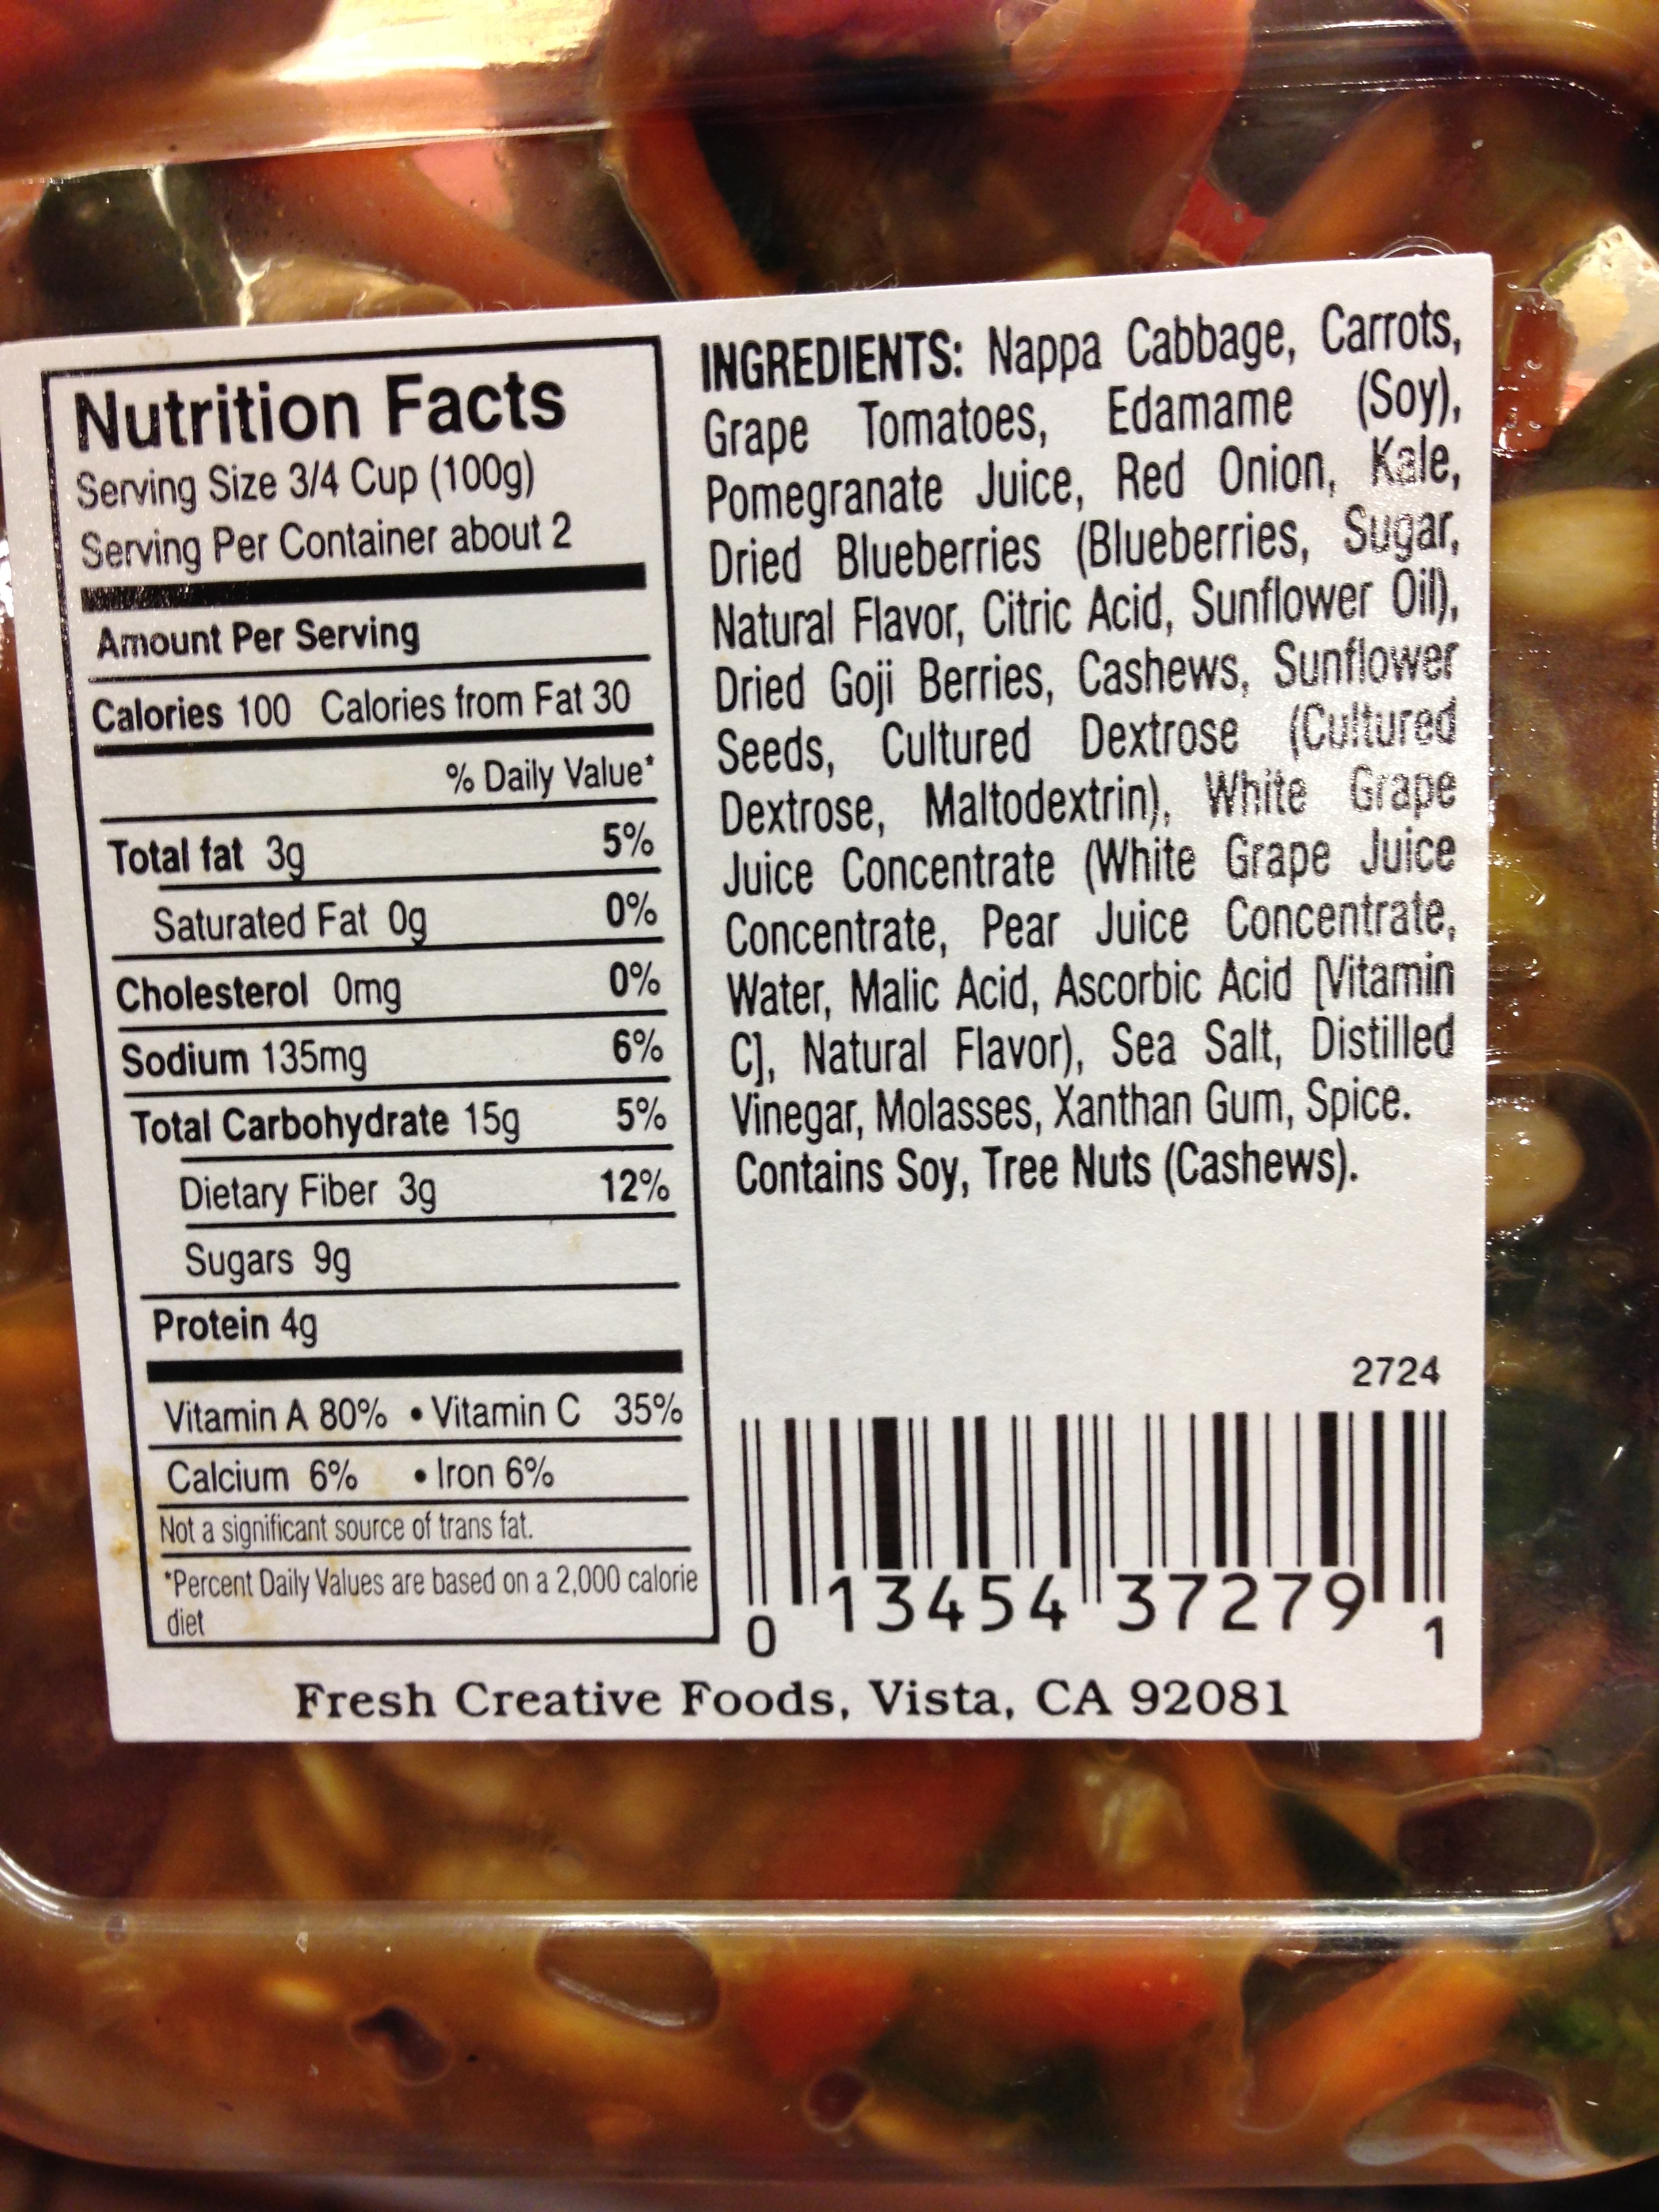 Nutrition Facts
Serving Size 3/4 Cup (100g)
Serving Per Container about 2
Amount Per Serving
Calories 100 Calories from Fat 30
% Daily Value*
Total fat 3g 5%
Saturated Fat 0g 0%
Cholesterol 0mg 0%
Sodium 135mg 6%
Total Carbohydrate 15g 5%
Dietary Fiber 3g 12%
Sugars 9g
Protein 4g
Vitamin A 80% • Vitamin C 35%
Calcium 6% • Iron 6%
Not a significant source of trans fat.
*Percent Daily Values are based on a 2,000 calorie
diet
INGREDIENTS: Nappa Cabbage, Carrots,
Grape Tomatoes, Edamame (Soy),
Pomegranate Juice, Red Onion, Kale,
Dried Blueberries (Blueberries, Sugar,
Natural Flavor, Citric Acid, Sunflower Oil),
Dried Goji Berries, Cashews, Sunflower
Seeds, Cultured Dextrose (Cultured
Dextrose, Maltodextrin), White Grape
Juice Concentrate (White Grape Juice
Concentrate, Pear Juice Concentrate,
Water, Malic Acid, Ascorbic Acid [Vitamin
C], Natural Flavor), Sea Salt, Distilled
Vinegar, Molasses, Xanthan Gum, Spice.
Contains Soy, Tree Nuts (Cashews).
2724
0 13454 37279 1
Fresh Creative Foods, Vista, CA 92081